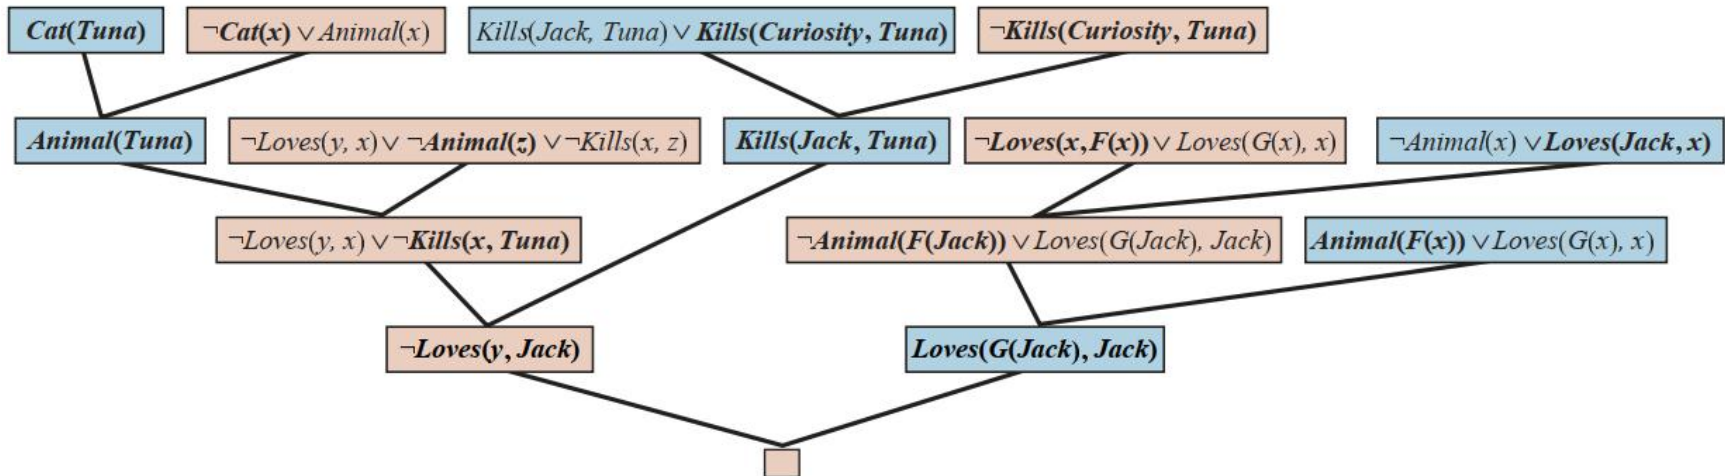 Cat(Tuna)
¬Cat(x) ∨ Animal(x)
Kills(Jack, Tuna) ∨ Kills(Curiosity, Tuna)
¬Kills(Curiosity, Tuna)
Animal(Tuna)
¬Loves(y, x) ∨ ¬Animal(z) ∨ ¬Kills(x, z)
Kills(Jack, Tuna)
¬Loves(x, F(x)) ∨ Loves(G(x), x)
¬Animal(x) ∨ Loves(Jack, x)
¬Loves(y, x) ∨ ¬Kills(x, Tuna)
¬Animal(F(Jack)) ∨ Loves(G(Jack), Jack)
Animal(F(x)) ∨ Loves(G(x), x)
¬Loves(y, Jack)
Loves(G(Jack), Jack)